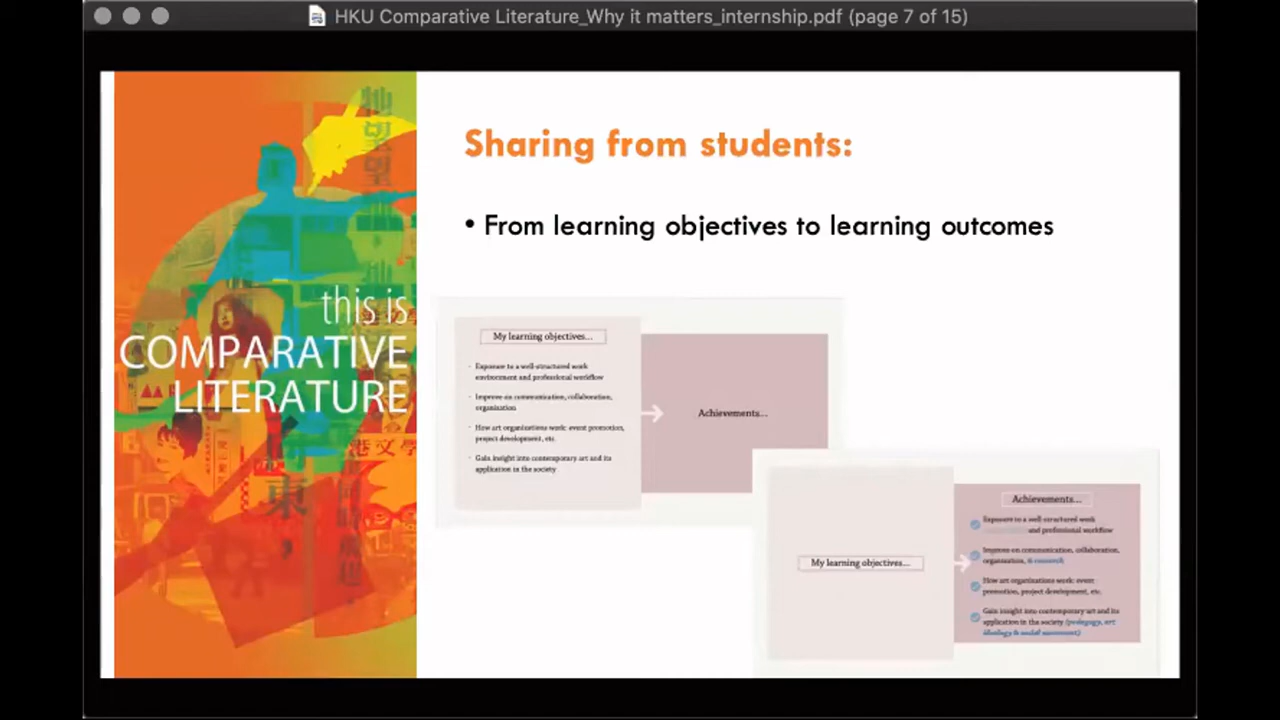 HKU Comparative Literature_Why it matters_internship.pdf (page 7 of 15)
this is
COMPARATIVE
LITERATURE
Sharing from students:
• From learning objectives to learning outcomes
My learning objectives...
· Exposure to a well-structured work
environment and professional workflow
· Improve on communication, collaboration,
organization
· How art organizations work: event promotion,
project development, etc.
· Gain insight into contemporary art and its
application in the society
Achievements...
My learning objectives...
Achievements...
Exposure to a well-structured work
and professional workflow
Improve on communication, collaboration,
organization, & research
How art organizations work: event
promotion, project development, etc.
Gain insight into contemporary art and its
application in the society (pedagogy, art
ideology & social movement)